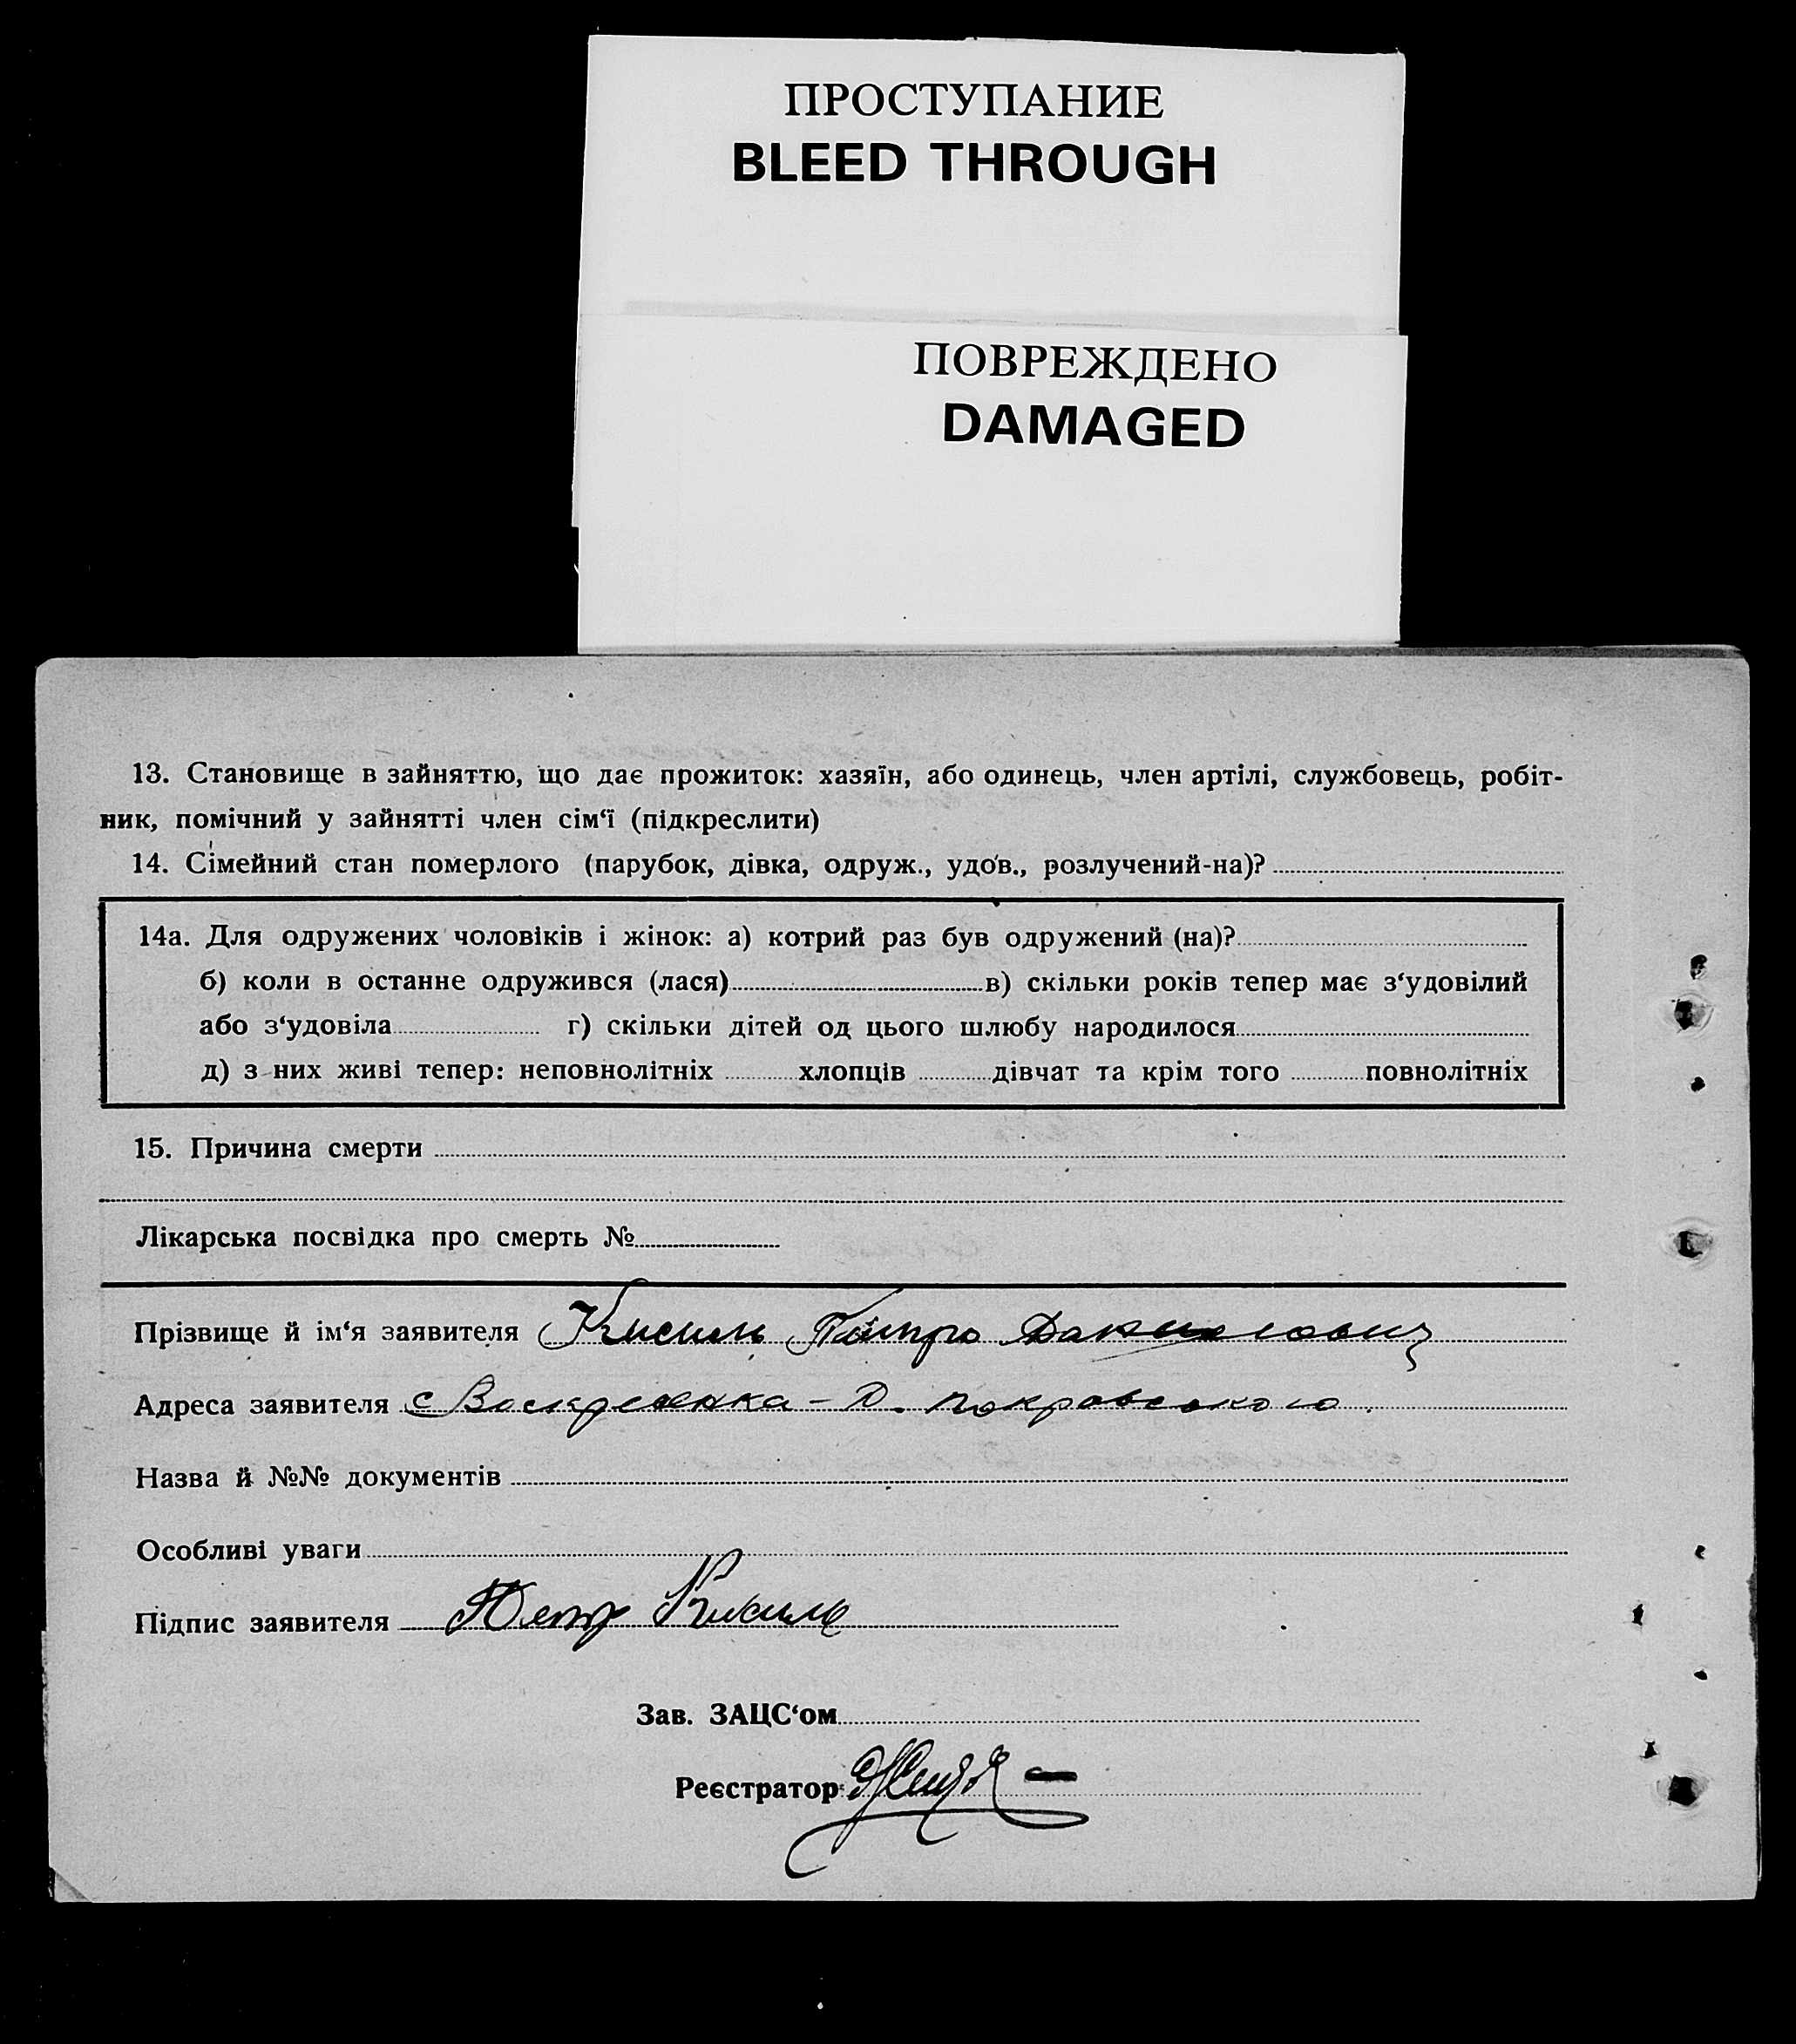 ПРОСТУПАНИЕ
BLEED THROUGH
ПОВРЕЖДЕНО
DAMAGED
13. Становище в зайняттю, що дає прожиток: хазяїн, або одинець, член артілі, службовець, робіт-
ник, помічний у зайнятті член сім‘ї (підкреслити)
14. Сімейний стан померлого (парубок, дівка, одруж., удов., розлучений-на)?
14а. Для одружених чоловіків і жінок: а) котрий раз був одружений (на)?
б) коли в останне одружився (лася) в) скільки років тепер має з‘удовілий
або з‘удовіла г) скільки дітей од цього шлюбу народилося
д) з них живі тепер: неповнолітніх хлопців дівчат та крім того повнолітніх
15. Причина смерти
Лікарська посвідка про смерть №
Прізвище й ім‘я заявителя Кисиль Петро Данилович
Адреса заявителя с Воскресенка – Д. Покровського.
Назва й №№ документів
Особливі уваги
Підпис заявителя Петр Кисиль
Зав. ЗАЦС‘ом
Реєстратор